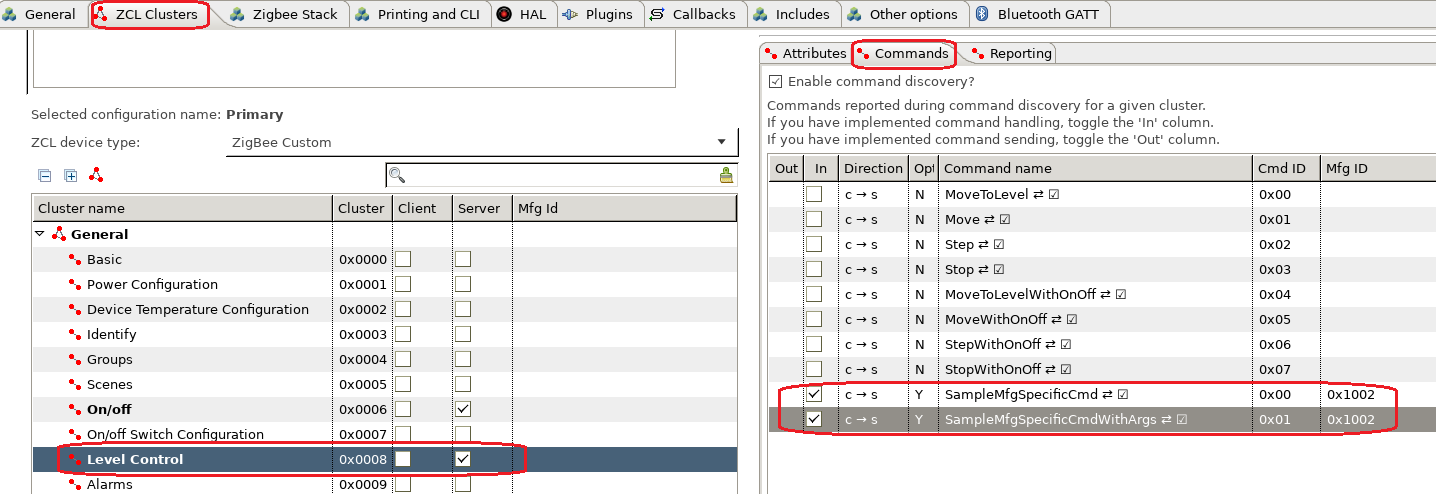 General ZCL Clusters Zigbee Stack Printing and CLI HAL Plugins Callbacks Includes Other options Bluetooth GATT
Selected configuration name: Primary
ZCL device type: ZigBee Custom
Cluster name Cluster Client Server Mfg Id
General
Basic 0x0000
Power Configuration 0x0001
Device Temperature Configuration 0x0002
Identify 0x0003
Groups 0x0004
Scenes 0x0005
On/off 0x0006
On/off Switch Configuration 0x0007
Level Control 0x0008
Alarms 0x0009
Attributes Commands Reporting
Enable command discovery?
Commands reported during command discovery for a given cluster.
If you have implemented command handling, toggle the 'In' column.
If you have implemented command sending, toggle the 'Out' column.
Out In Direction Opt Command name Cmd ID Mfg ID
c → s N MoveToLevel ⇄ ☑ 0x00
c → s N Move ⇄ ☑ 0x01
c → s N Step ⇄ ☑ 0x02
c → s N Stop ⇄ ☑ 0x03
c → s N MoveToLevelWithOnOff ⇄ ☑ 0x04
c → s N MoveWithOnOff ⇄ ☑ 0x05
c → s N StepWithOnOff ⇄ ☑ 0x06
c → s N StopWithOnOff ⇄ ☑ 0x07
c → s Y SampleMfgSpecificCmd ⇄ ☑ 0x00 0x1002
c → s Y SampleMfgSpecificCmdWithArgs ⇄ ☑ 0x01 0x1002